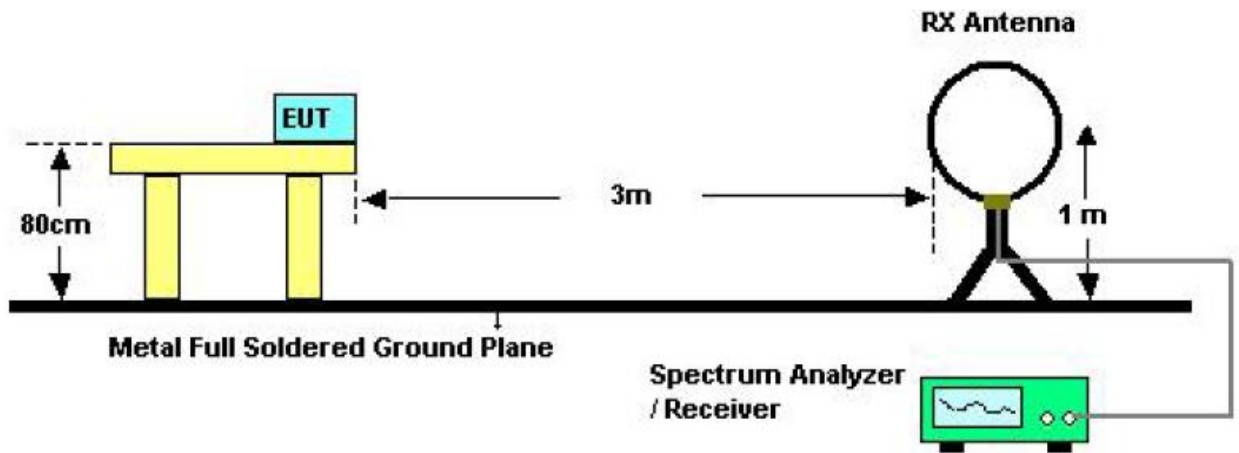 RX Antenna
EUT
80cm
3m
1 m
Metal Full Soldered Ground Plane
Spectrum Analyzer
/ Receiver